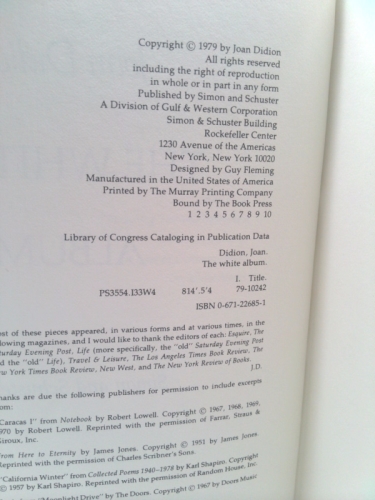 Copyright © 1979 by Joan Didion
All rights reserved
including the right of reproduction
in whole or in part in any form
Published by Simon and Schuster
A Division of Gulf & Western Corporation
Simon & Schuster Building
Rockefeller Center
1230 Avenue of the Americas
New York, New York 10020
Designed by Guy Fleming
Manufactured in the United States of America
Printed by The Murray Printing Company
Bound by The Book Press
1 2 3 4 5 6 7 8 9 10
Library of Congress Cataloging in Publication Data
Didion, Joan.
The white album.
I. Title.
PS3554.I33W4 814'.5'4 79-10242
ISBN 0-671-22685-1
ost of these pieces appeared, in various forms and at various times, in the
lowing magazines, and I would like to thank the editors of each: Esquire, The
turday Evening Post, Life (more specifically, the "old" Saturday Evening Post
d the "old" Life), Travel & Leisure, The Los Angeles Times Book Review, The
w York Times Book Review, New West, and The New York Review of Books.
J.D.
hanks are due the following publishers for permission to include excerpts
om:
Caracas I" from Notebook by Robert Lowell. Copyright © 1967, 1968, 1969,
970 by Robert Lowell. Reprinted with the permission of Farrar, Straus &
Giroux, Inc.
From Here to Eternity by James Jones. Copyright © 1951 by James Jones.
Reprinted with the permission of Charles Scribner's Sons.
"California Winter" from Collected Poems 1940-1978 by Karl Shapiro. Copyright
© 1957 by Karl Shapiro. Reprinted with permission of Random House, Inc.
"Moonlight Drive" by The Doors. Copyright © 1967 by Doors Music